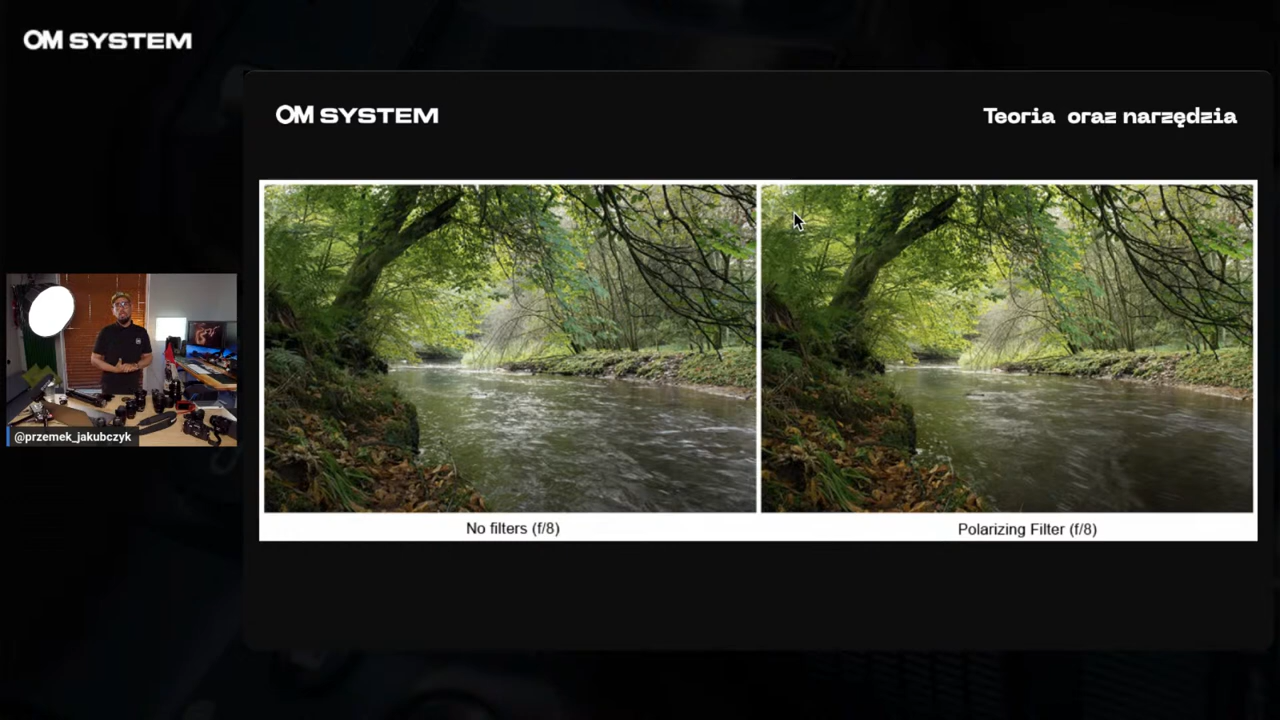 OM SYSTEM
OM SYSTEM
Teoria oraz narzędzia
@przemek_jakubczyk
No filters (f/8)
Polarizing Filter (f/8)